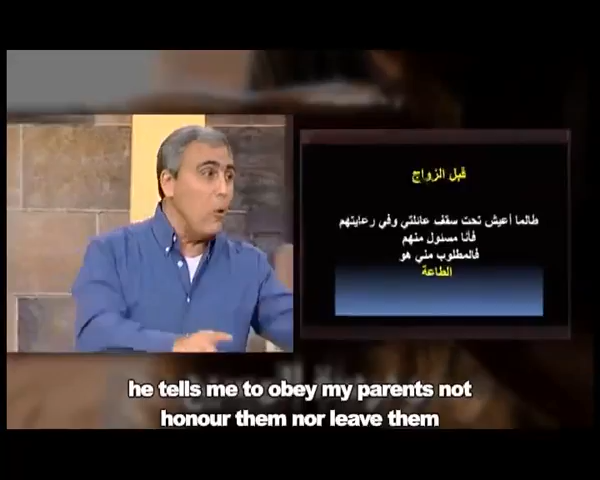 قبل الزواج
طالما أعيش تحت سقف عائلتي وفي رعايتهم
فأنا مسئول منهم
فالمطلوب مني هو
الطاعة
he tells me to obey my parents not
honour them nor leave them